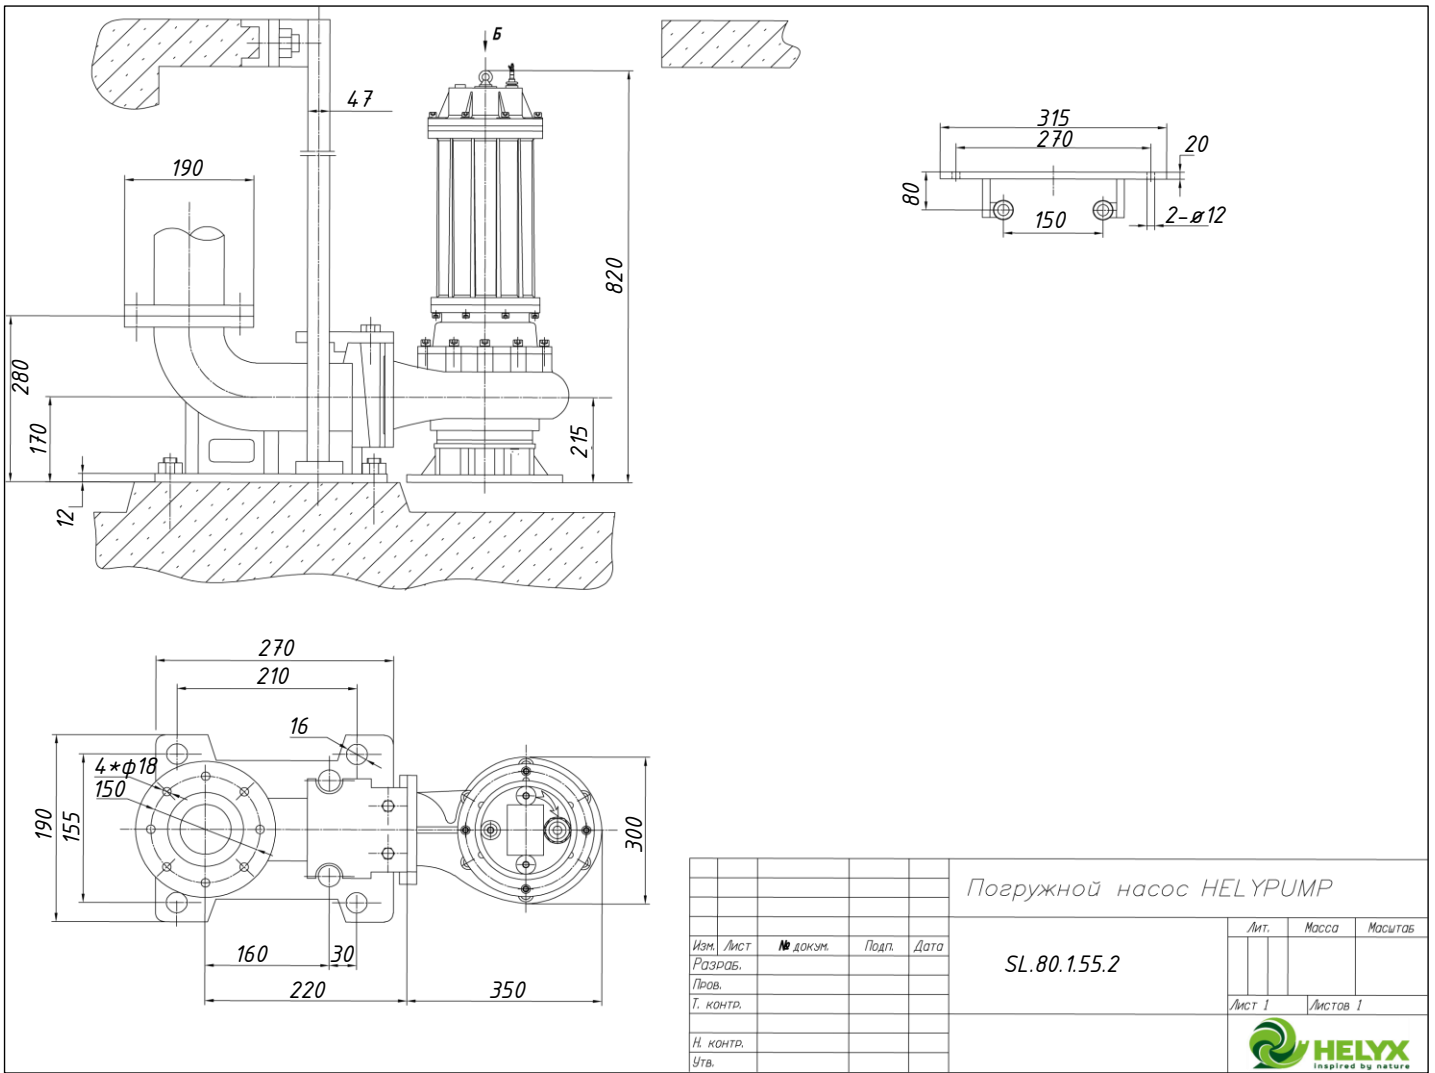 Б
47
190
820
280
170
215
12
315
270
20
80
150
2-ø12
270
210
16
4*ф18
150
190
155
300
160
30
220
350
Погружной насос HELYPUMP
Лит.
Масса
Масштаб
Изм.
Лист
№ докум.
Подп.
Дата
SL.80.1.55.2
Разраб.
Пров.
Т. контр.
Лист 1
Листов 1
Н. контр.
Утв.
HELYX
Inspired by nature